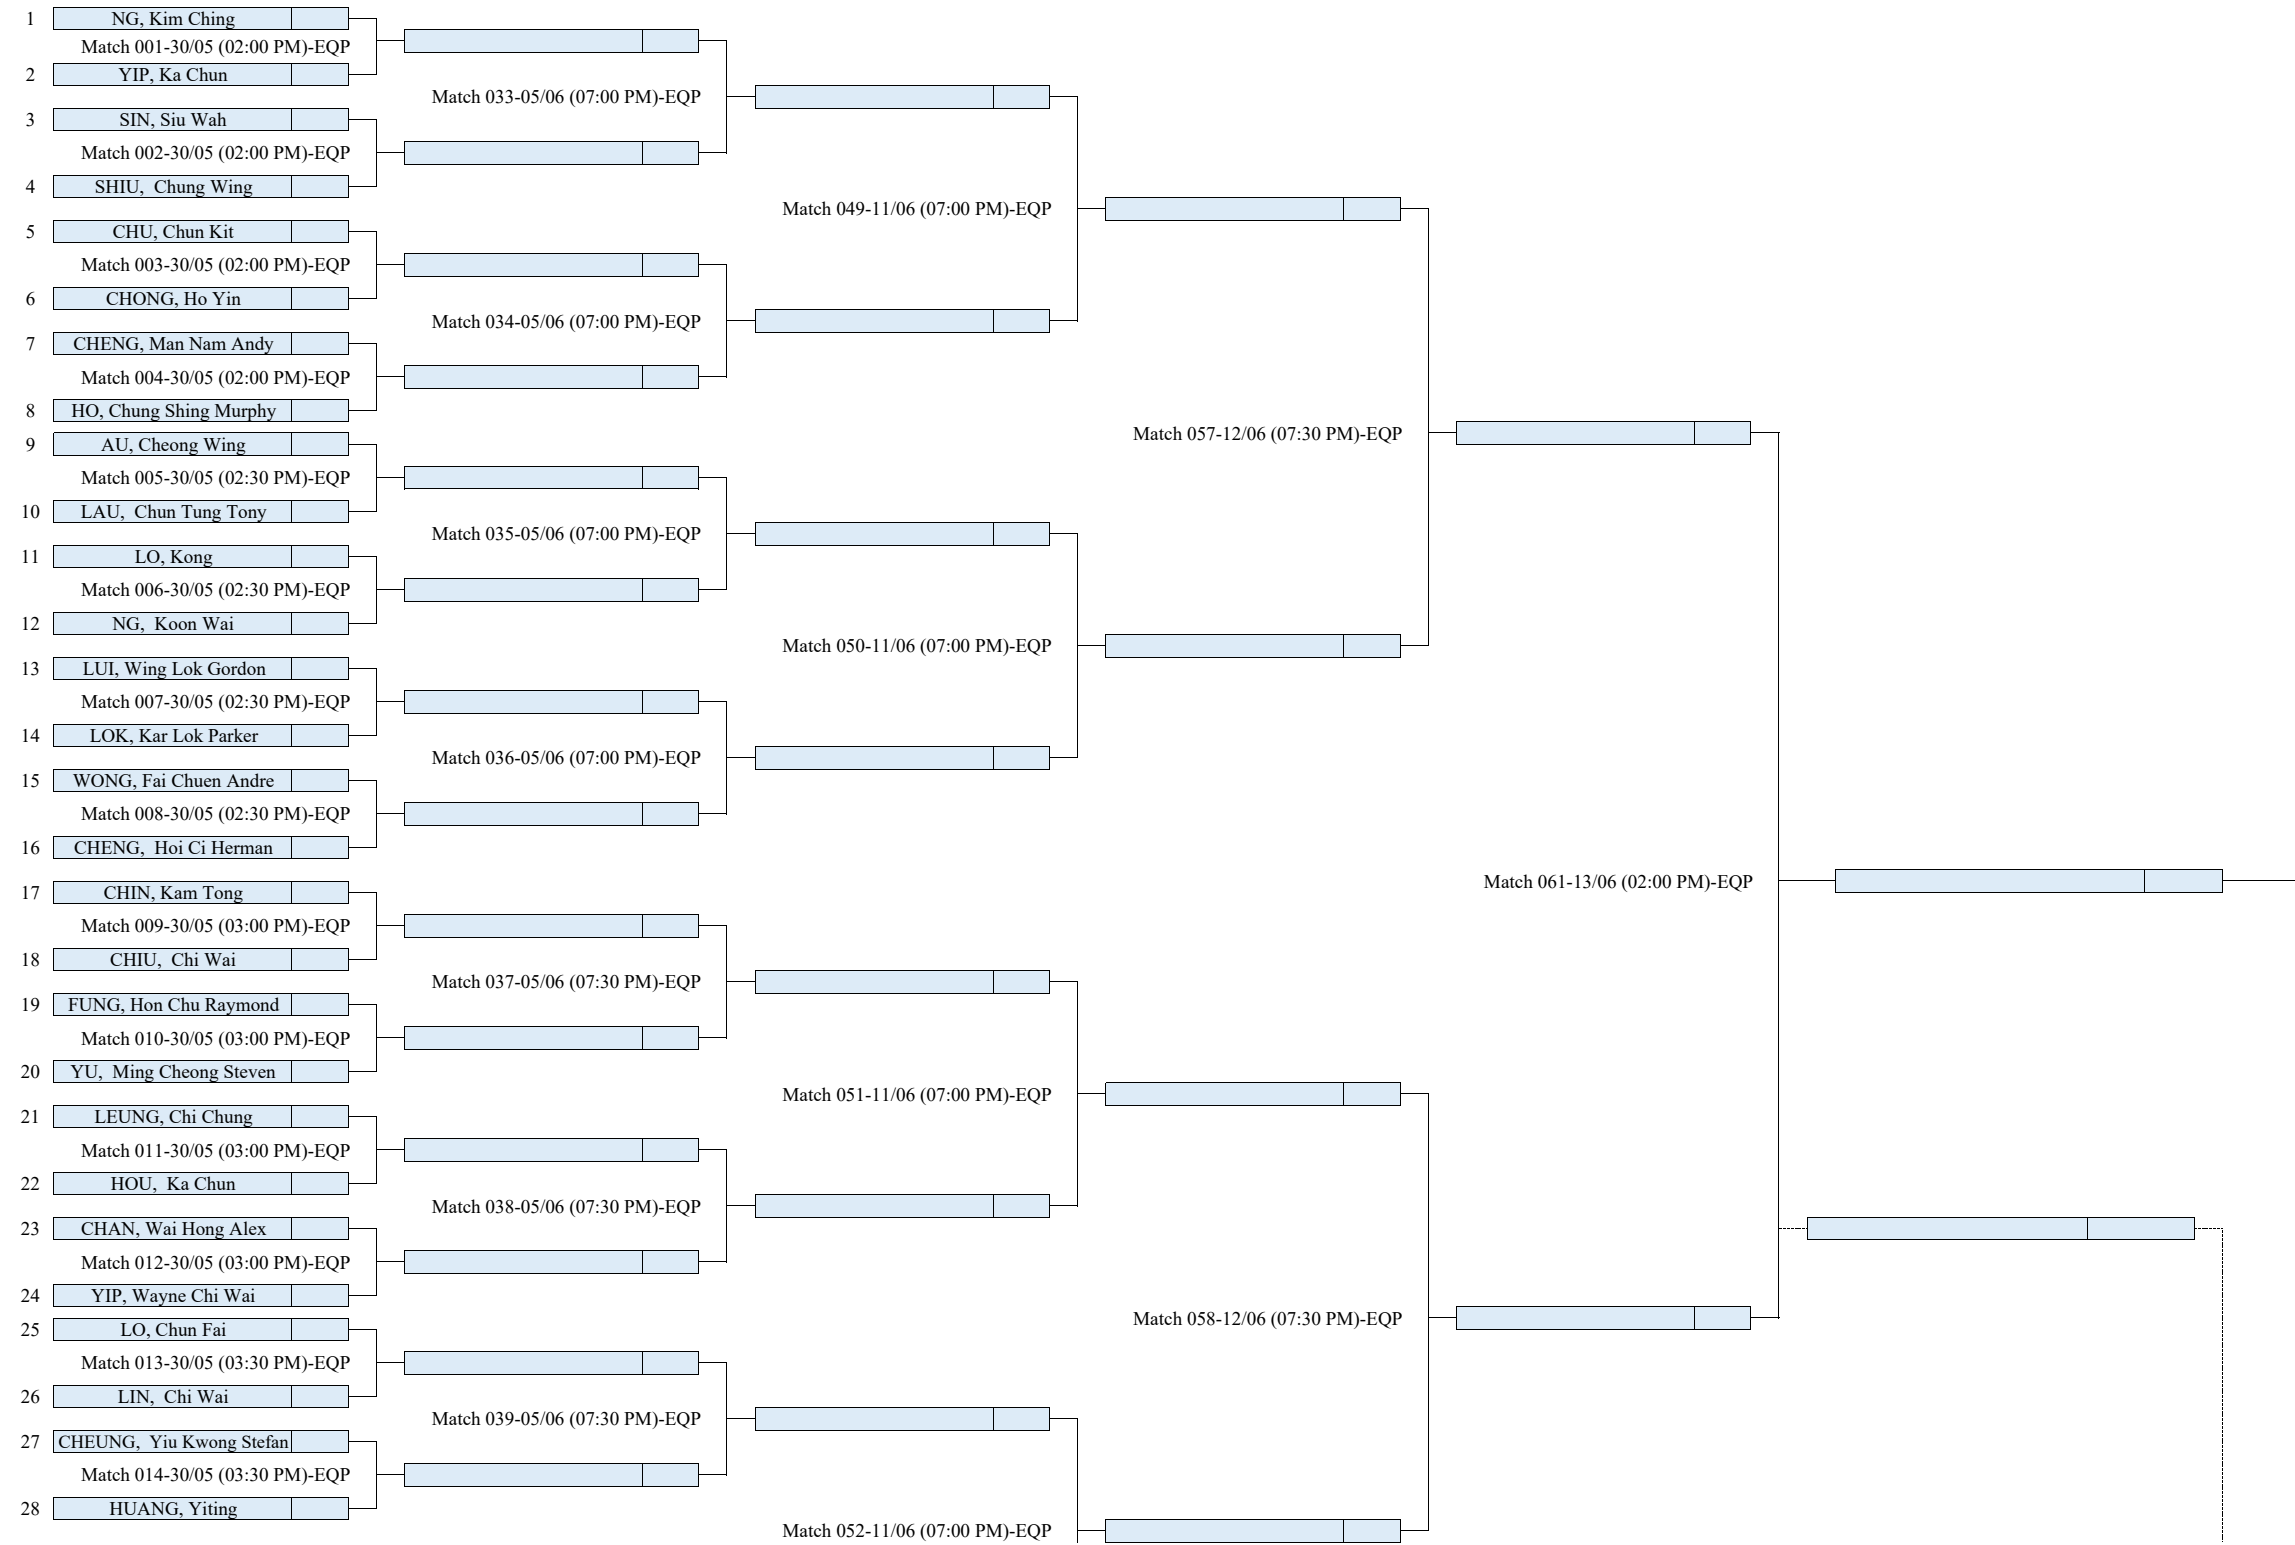 1 NG, Kim Ching
Match 001-30/05 (02:00 PM)-EQP
2 YIP, Ka Chun
Match 033-05/06 (07:00 PM)-EQP
3 SIN, Siu Wah
Match 002-30/05 (02:00 PM)-EQP
4 SHIU, Chung Wing
Match 049-11/06 (07:00 PM)-EQP
5 CHU, Chun Kit
Match 003-30/05 (02:00 PM)-EQP
6 CHONG, Ho Yin
Match 034-05/06 (07:00 PM)-EQP
7 CHENG, Man Nam Andy
Match 004-30/05 (02:00 PM)-EQP
8 HO, Chung Shing Murphy
Match 057-12/06 (07:30 PM)-EQP
9 AU, Cheong Wing
Match 005-30/05 (02:30 PM)-EQP
10 LAU, Chun Tung Tony
Match 035-05/06 (07:00 PM)-EQP
11 LO, Kong
Match 006-30/05 (02:30 PM)-EQP
12 NG, Koon Wai
Match 050-11/06 (07:00 PM)-EQP
13 LUI, Wing Lok Gordon
Match 007-30/05 (02:30 PM)-EQP
14 LOK, Kar Lok Parker
Match 036-05/06 (07:00 PM)-EQP
15 WONG, Fai Chuen Andre
Match 008-30/05 (02:30 PM)-EQP
16 CHENG, Hoi Ci Herman
Match 061-13/06 (02:00 PM)-EQP
17 CHIN, Kam Tong
Match 009-30/05 (03:00 PM)-EQP
18 CHIU, Chi Wai
Match 037-05/06 (07:30 PM)-EQP
19 FUNG, Hon Chu Raymond
Match 010-30/05 (03:00 PM)-EQP
20 YU, Ming Cheong Steven
Match 051-11/06 (07:00 PM)-EQP
21 LEUNG, Chi Chung
Match 011-30/05 (03:00 PM)-EQP
22 HOU, Ka Chun
Match 038-05/06 (07:30 PM)-EQP
23 CHAN, Wai Hong Alex
Match 012-30/05 (03:00 PM)-EQP
24 YIP, Wayne Chi Wai
Match 058-12/06 (07:30 PM)-EQP
25 LO, Chun Fai
Match 013-30/05 (03:30 PM)-EQP
26 LIN, Chi Wai
Match 039-05/06 (07:30 PM)-EQP
27 CHEUNG, Yiu Kwong Stefan
Match 014-30/05 (03:30 PM)-EQP
28 HUANG, Yiting
Match 052-11/06 (07:00 PM)-EQP